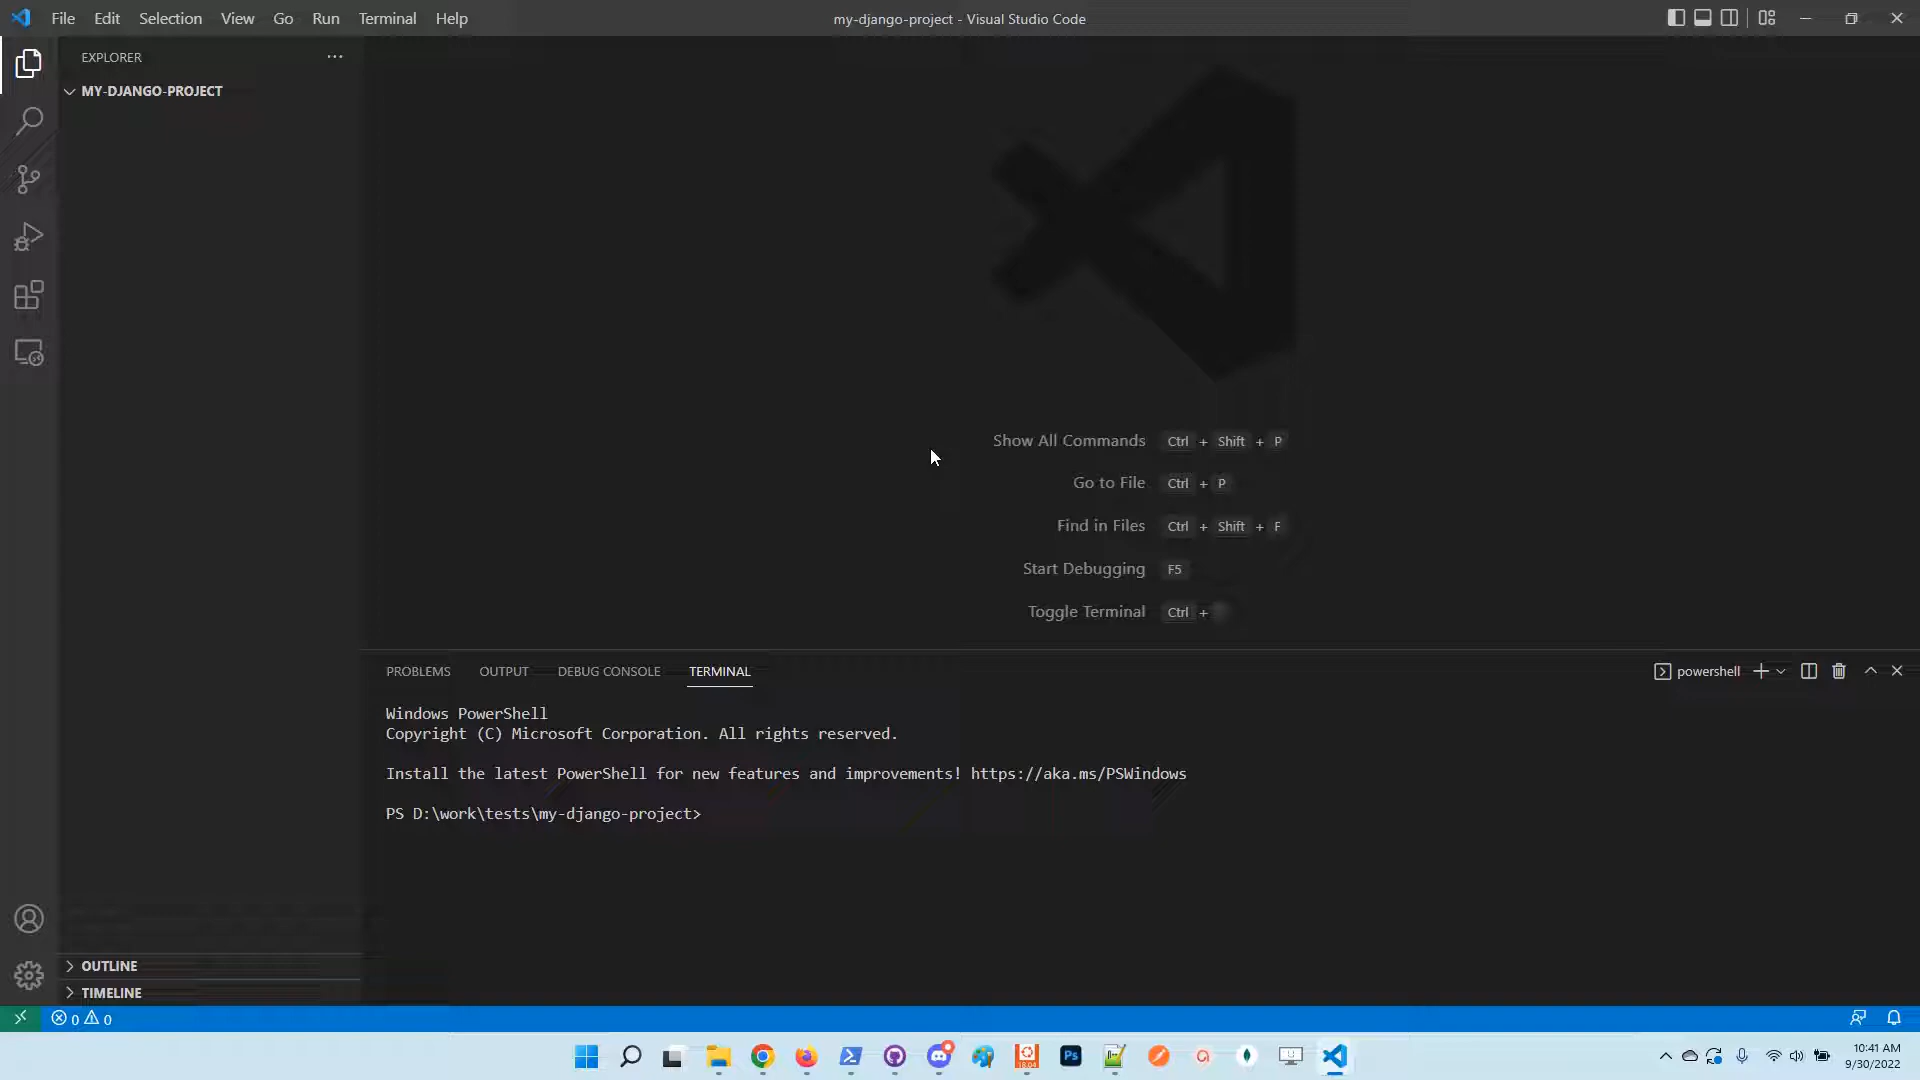 File Edit Selection View Go Run Terminal Help
my-django-project - Visual Studio Code
EXPLORER
MY-DJANGO-PROJECT
Show All Commands Ctrl + Shift + P
Go to File Ctrl + P
Find in Files Ctrl + Shift + F
Start Debugging F5
Toggle Terminal Ctrl +
PROBLEMS OUTPUT DEBUG CONSOLE TERMINAL
powershell
Windows PowerShell
Copyright (C) Microsoft Corporation. All rights reserved.
Install the latest PowerShell for new features and improvements! https://aka.ms/PSWindows
PS D:\work\tests\my-django-project>
OUTLINE
TIMELINE
0 0
Ps
18.04
10:41 AM
9/30/2022